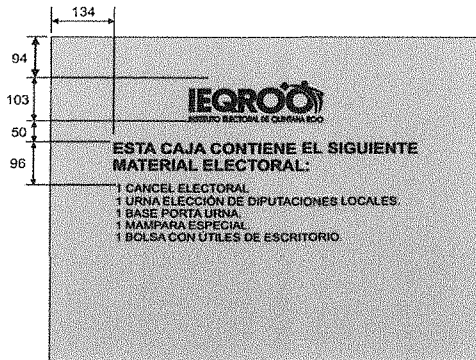 134
94
103
50
96
IEQROO
INSTITUTO ELECTORAL DE QUINTANA ROO
ESTA CAJA CONTIENE EL SIGUIENTE
MATERIAL ELECTORAL:
1 CANCEL ELECTORAL
1 URNA ELECCIÓN DE DIPUTACIONES LOCALES.
1 BASE PORTA URNA.
1 MAMPARA ESPECIAL
1 BOLSA CON ÚTILES DE ESCRITORIO